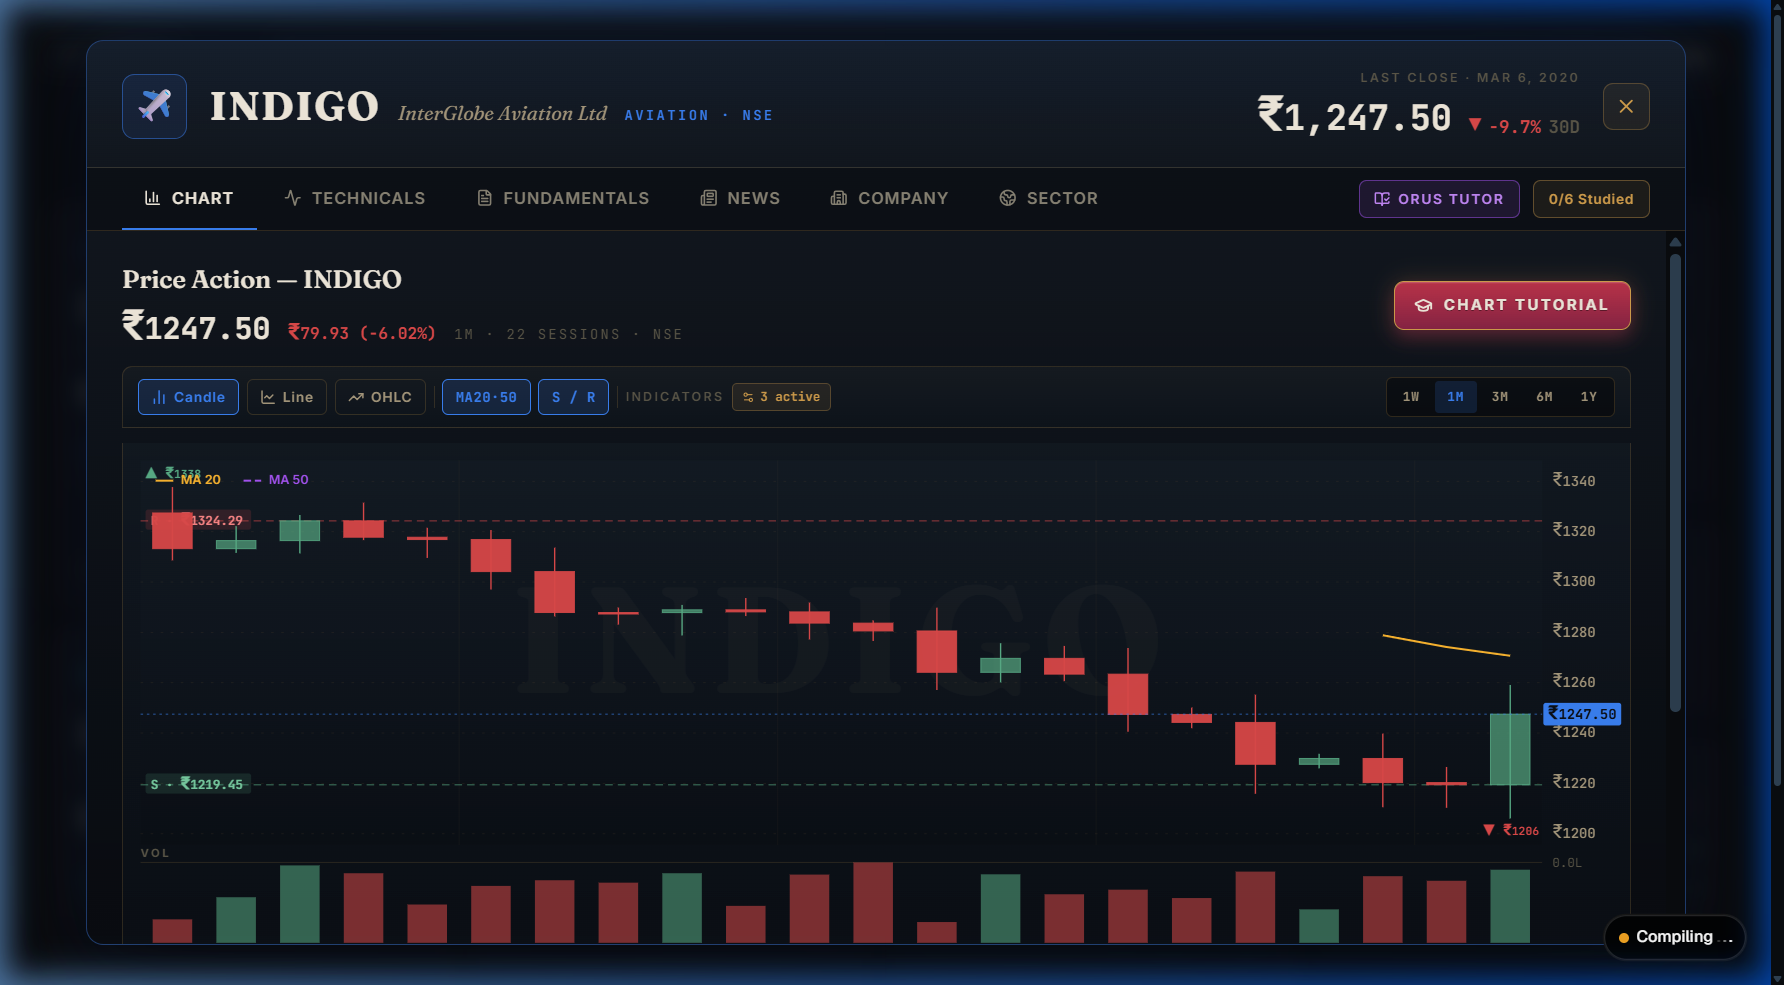 LAST CLOSE · MAR 6, 2020
INDIGO InterGlobe Aviation Ltd AVIATION · NSE
₹1,247.50 ▼ -9.7% 30D
CHART TECHNICALS FUNDAMENTALS NEWS COMPANY SECTOR
ORUS TUTOR 0/6 Studied
Price Action — INDIGO
₹1247.50 ₹79.93 (-6.02%) 1M · 22 SESSIONS · NSE
CHART TUTORIAL
Candle Line OHLC MA20·50 S / R INDICATORS 3 active
1W 1M 3M 6M 1Y
▲ ₹1338
MA 20 MA 50
₹1340
₹1324.29
₹1320
₹1300
INDIGO
₹1280
₹1260
₹1247.50
₹1240
S · ₹1219.45
₹1220
▼ ₹1206
₹1200
VOL
0.0L
Compiling ...